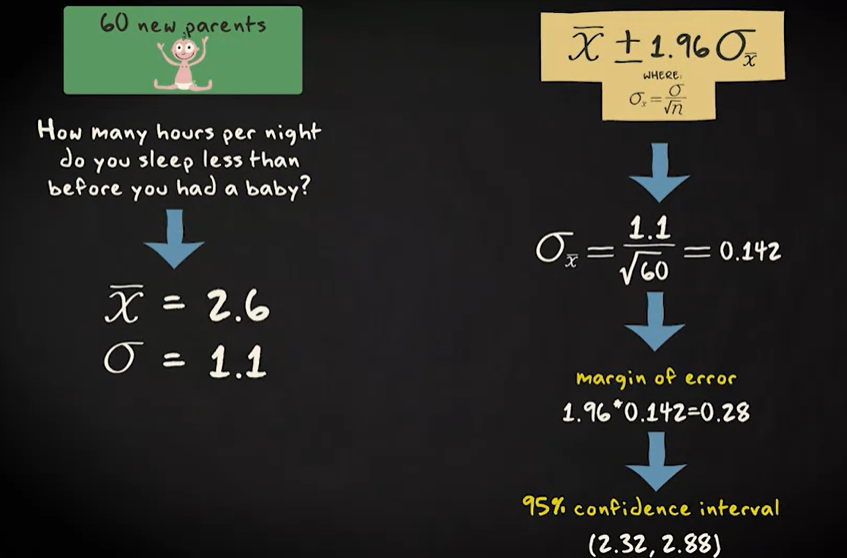 60 new parents
How many hours per night
do you sleep less than
before you had a baby?
x̅ = 2.6
σ = 1.1
x̅ ± 1.96 σx̅
WHERE:
σx̅ = σ/√n
σx̅ = 1.1/√60 = 0.142
margin of error
1.96*0.142=0.28
95% confidence interval
(2.32, 2.88)